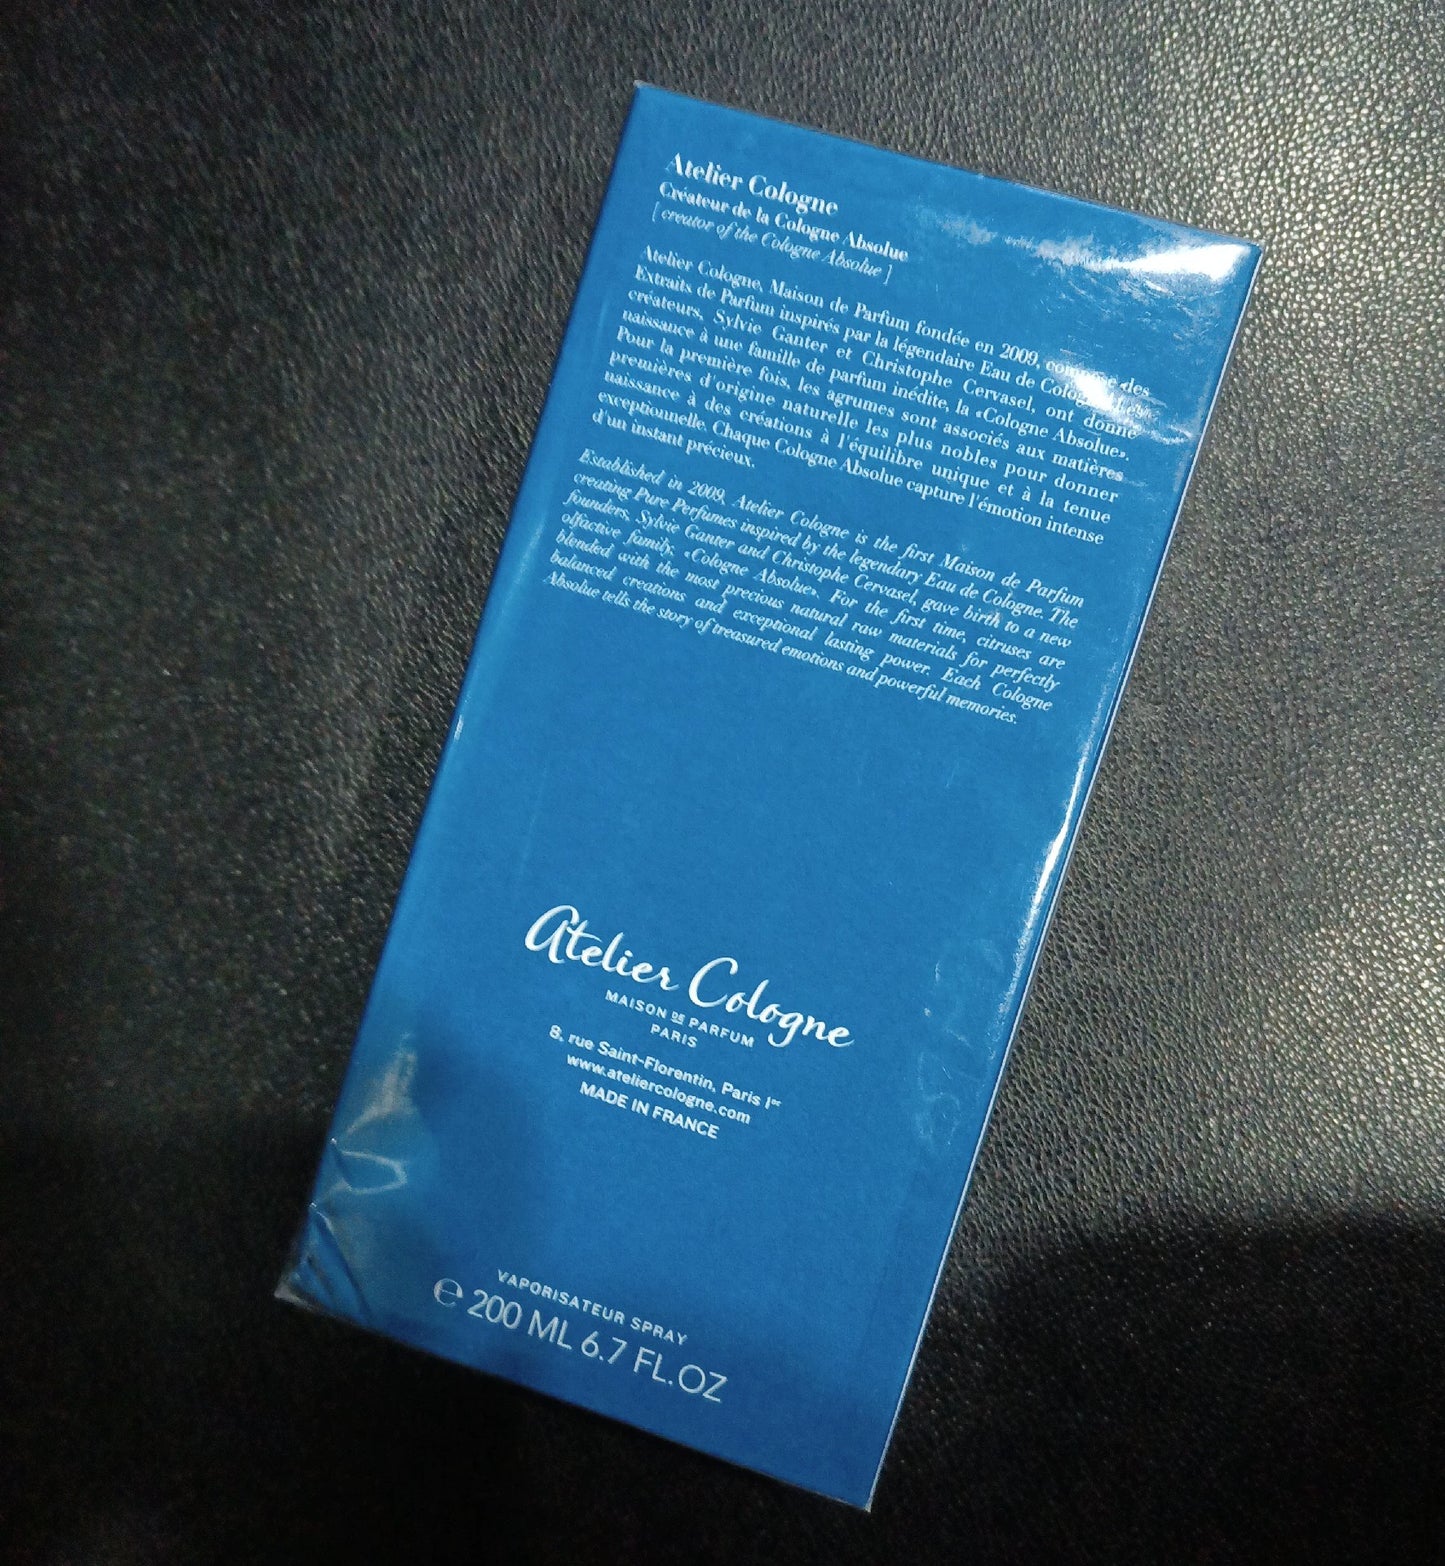 Atelier Cologne
Créateur de la Cologne Absolue
[ creator of the Cologne Absolue ]
Atelier Cologne, Maison de Parfum fondée en 2009, des
Extraits de Parfum inspirés par la légendaire Eau de
créateurs, Sylvie Ganter et Christophe Cervasel, ont donné
naissance à une famille de parfum inédite, la «Cologne Absolue».
Pour la première fois, les agrumes sont associés aux matières
premières d'origine naturelle les plus nobles pour donner
naissance à des créations à l'équilibre unique et à la tenue
exceptionnelle. Chaque Cologne Absolue capture l'émotion intense
d'un instant précieux.
Established in 2009, Atelier Cologne is the first Maison de Parfum
creating Pure Perfumes inspired by the legendary Eau de Cologne. The
founders, Sylvie Ganter and Christophe Cervasel, gave birth to a new
olfactive family, «Cologne Absolue». For the first time, citruses are
blended with the most precious natural raw materials for perfectly
balanced creations and exceptional lasting power. Each Cologne
Absolue tells the story of treasured emotions and powerful memories.
Atelier Cologne
MAISON DE PARFUM
PARIS
8, rue Saint-Florentin, Paris Ier
www.ateliercologne.com
MADE IN FRANCE
VAPORISATEUR SPRAY
℮ 200 ML 6.7 FL.OZ